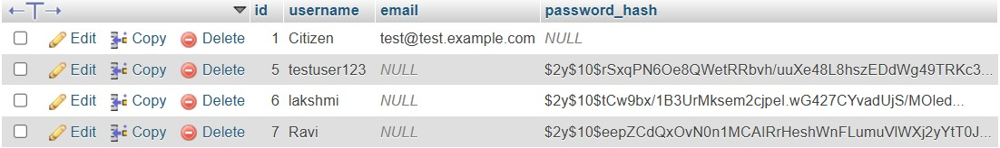 id username email password_hash
Edit Copy Delete 1 Citizen test@test.example.com NULL
Edit Copy Delete 5 testuser123 NULL $2y$10$rSxqPN6Oe8QWetRRbvh/uuXe48L8hszEDdWg49TRKc3...
Edit Copy Delete 6 lakshmi NULL $2y$10$tCw9bx/1B3UrMksem2cjpeI.wG427CYvadUjS/MOled...
Edit Copy Delete 7 Ravi NULL $2y$10$eepZCdQxOvN0n1MCAlRrHeshWnFLumuVlWXj2yYtT0J...